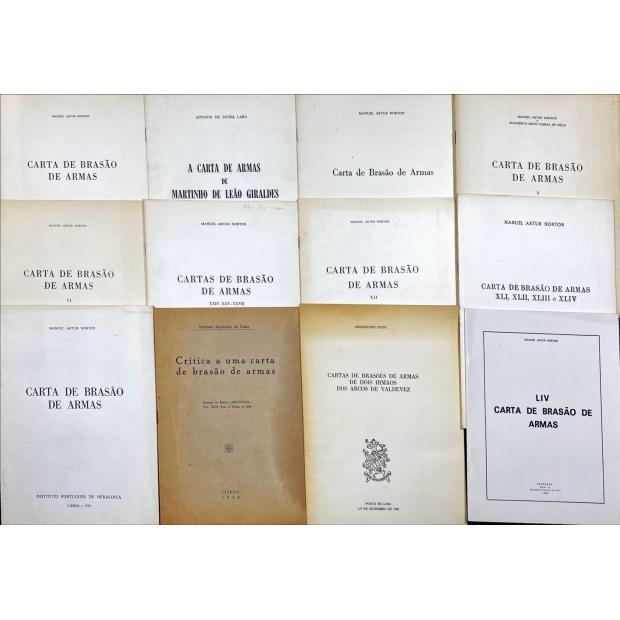 MANUEL ARTUR NORTON
CARTA DE BRASÃO
DE ARMAS
ANTONIO DE SOUSA LARA
A CARTA DE ARMAS
DE
MARTINHO DE LEÃO GIRALDES
MANUEL ARTUR NORTON
Carta de Brasão de Armas
MANUEL ARTUR NORTON
CARTA DE BRASÃO
DE ARMAS
V
MANUEL ARTUR NORTON
CARTA DE BRASÃO
DE ARMAS
VI
MANUEL ARTUR NORTON
CARTAS DE BRASÃO
DE ARMAS
MANUEL ARTUR NORTON
CARTA DE BRASÃO
DE ARMAS
XII
MANUEL ARTUR NORTON
CARTA DE BRASÃO DE ARMAS
XLI, XLII, XLIII e XLIV
MANUEL ARTUR NORTON
CARTA DE BRASÃO
DE ARMAS
INSTITUTO PORTUGUES DE HERALDICA
Crítica a uma carta
de brasão de armas
LISBOA
CARTAS DE BRASOES DE ARMAS
DE DOIS IRMÃOS
DOS ARCOS DE VALDEVEZ
PONTE DE LIMA
MANUEL ARTUR NORTON
LIV
CARTA DE BRASÃO DE
ARMAS